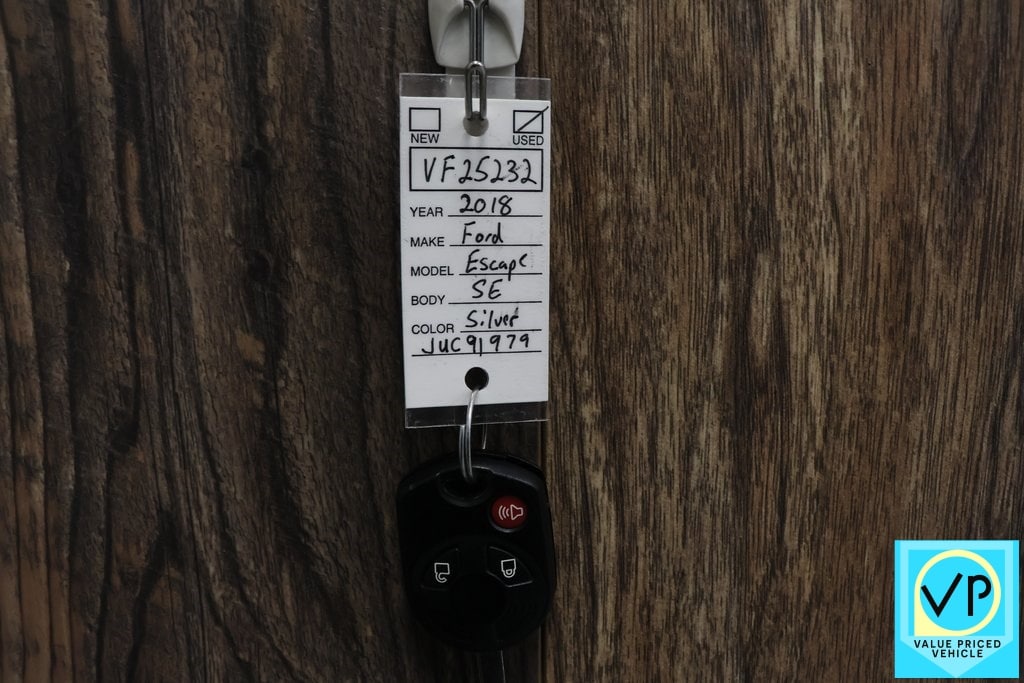 NEW USED
VF25232
YEAR 2018
MAKE Ford
MODEL Escape
BODY SE
COLOR Silver
JUC91979
VP
VALUE PRICED
VEHICLE